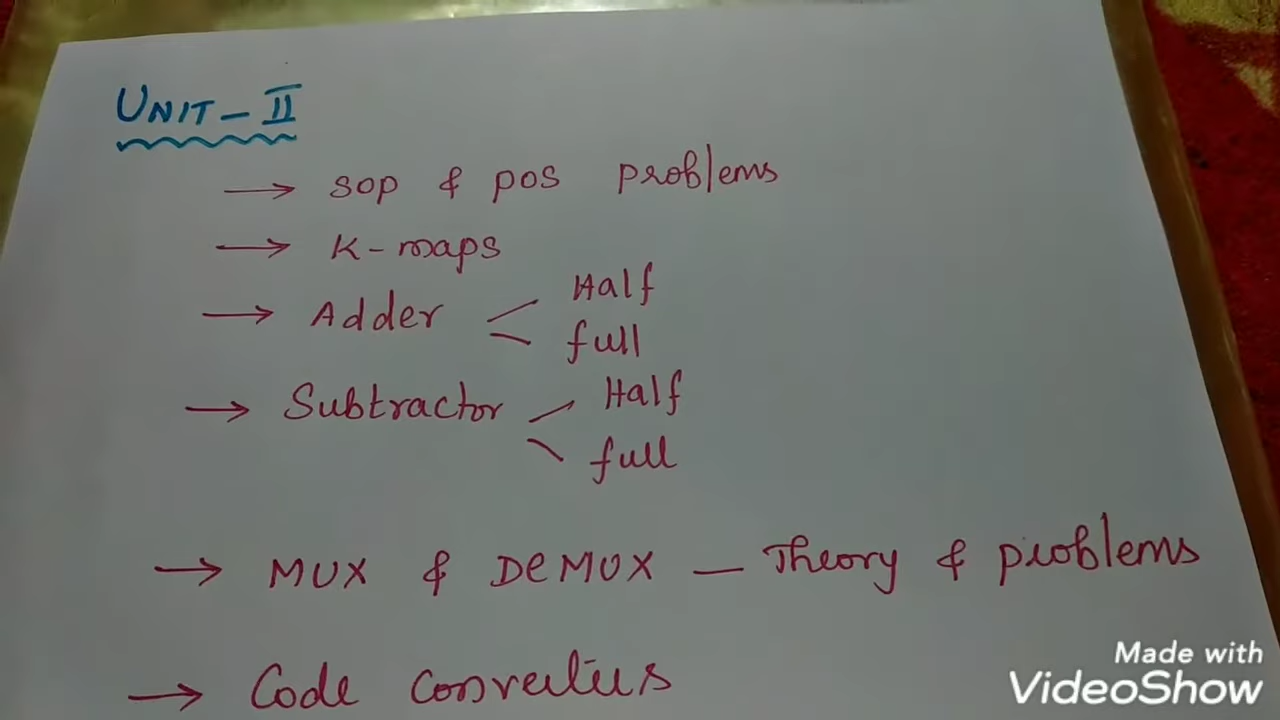 UNIT - II
→ SOP & POS Problems
→ K-maps
→ Adder
Half
full
→ Subtractor
Half
full
→ MUX & DeMUX — Theory & problems
→ Code
Made with
VideoShow